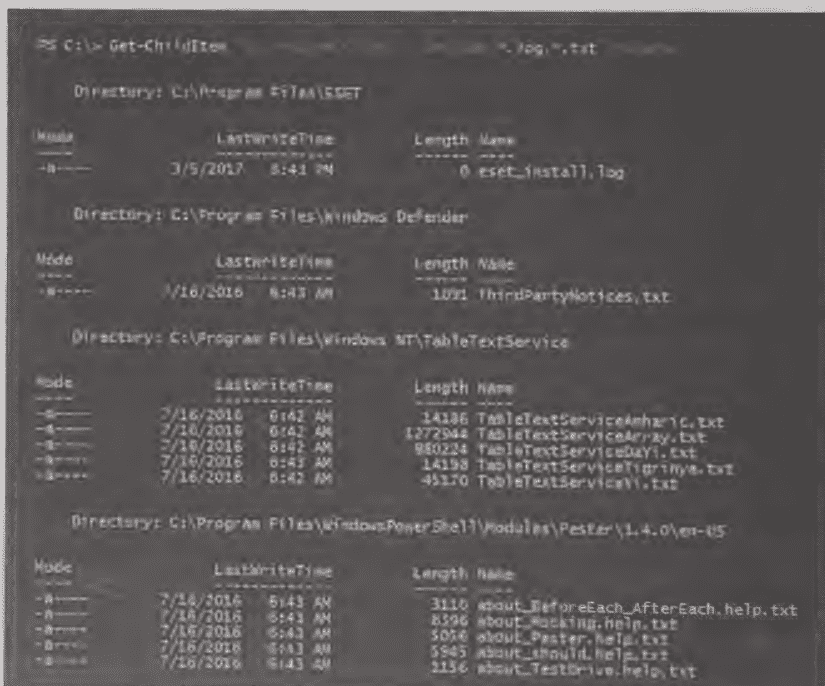 PS C:\> Get-ChildItem *.log,*.txt
Directory: C:\Program Files\ESET
Mode LastWriteTime Length Name
-a---- 3/5/2017 6:43 PM 0 eset_install.log
Directory: C:\Program Files\Windows Defender
Mode LastWriteTime Length Name
-a---- 7/16/2016 6:43 AM 1091 ThirdPartyNotices.txt
Directory: C:\Program Files\Windows NT\TableTextService
Mode LastWriteTime Length Name
-a---- 7/16/2016 6:42 AM 14186 TableTextServiceAmharic.txt
-a---- 7/16/2016 6:42 AM 1272944 TableTextServiceArray.txt
-a---- 7/16/2016 6:42 AM 980224 TableTextServiceDaYi.txt
-a---- 7/16/2016 6:43 AM 14198 TableTextServiceTigrinya.txt
-a---- 7/16/2016 6:42 AM 45370 TableTextServiceYi.txt
Directory: C:\Program Files\WindowsPowerShell\Modules\Pester\3.4.0\en-US
Mode LastWriteTime Length Name
-a---- 7/16/2016 6:43 AM 3110 about_BeforeEach_AfterEach.help.txt
-a---- 7/16/2016 6:43 AM about_Mocking.help.txt
-a---- 7/16/2016 6:43 AM about_Pester.help.txt
-a---- 7/16/2016 6:43 AM 5945 about_should.help.txt
-a---- 7/16/2016 6:43 AM about_TestDrive.help.txt